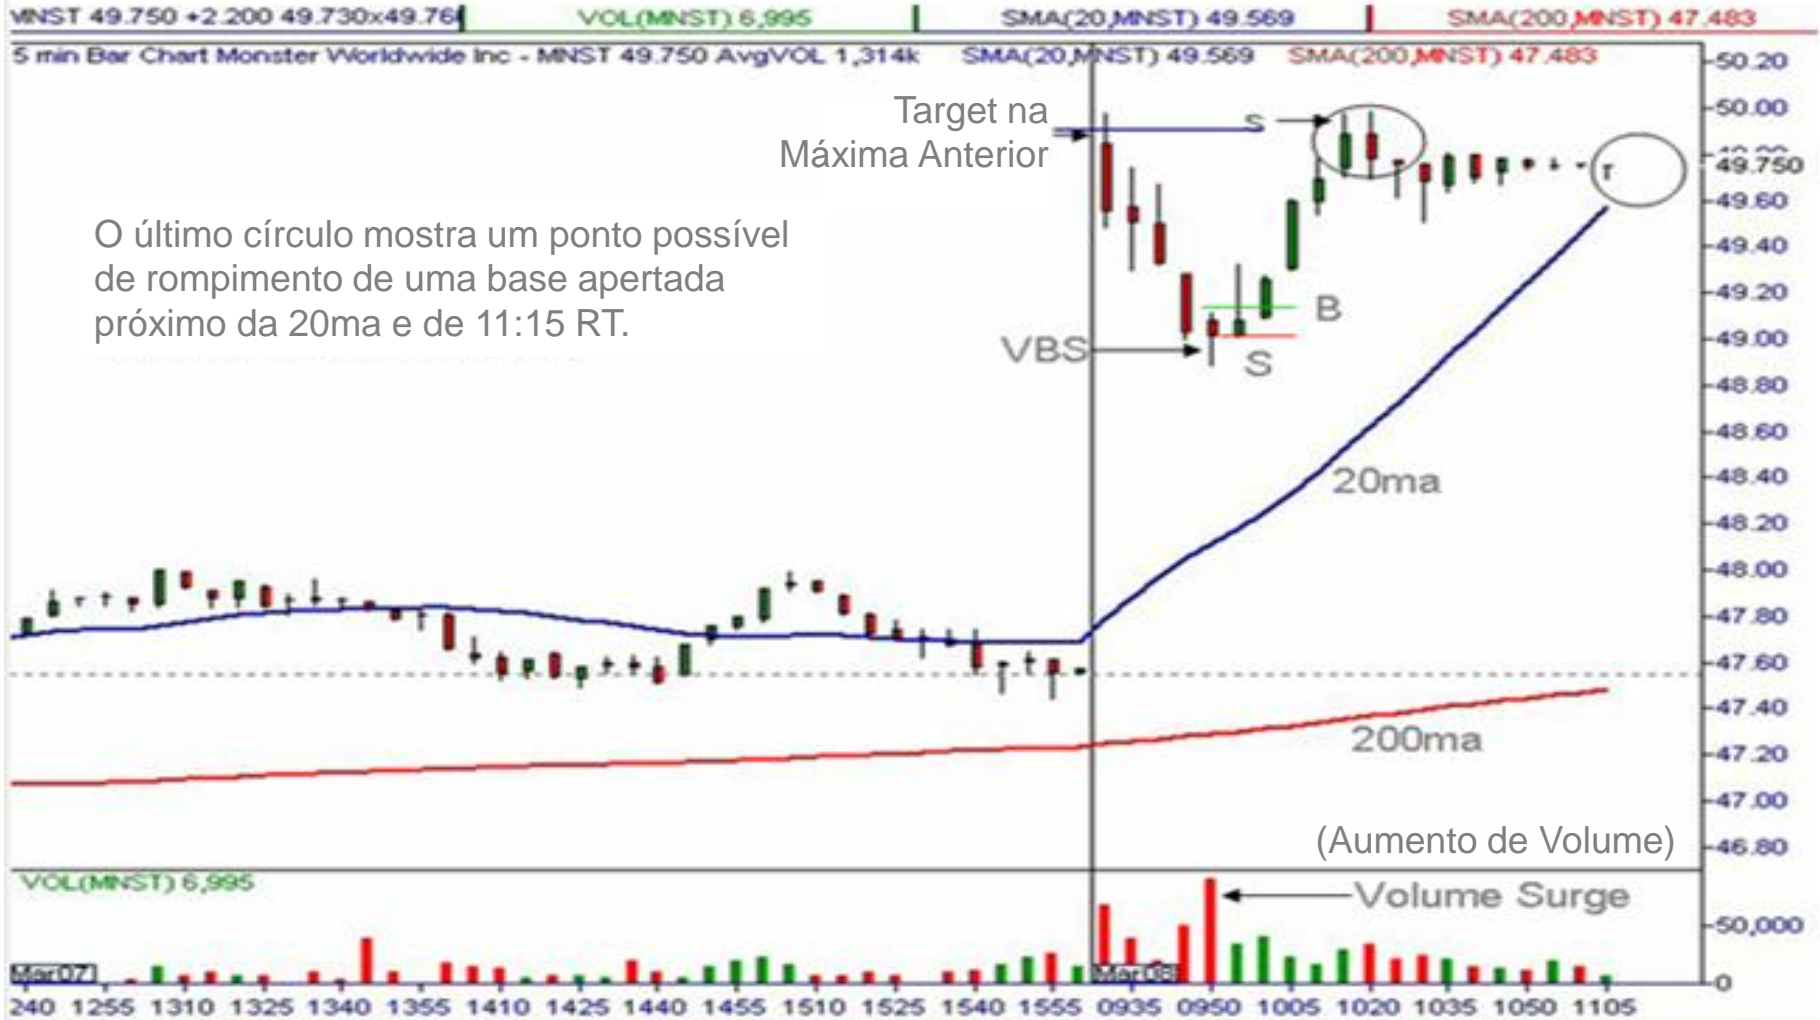 MNST 49.750 +2.200 49.730x49.76 VOL(MNST) 6,995 SMA(20,MNST) 49.569 SMA(200,MNST) 47.483
5 min Bar Chart Monster Worldwide Inc - MNST 49.750 AvgVOL 1,314k SMA(20,MNST) 49.569 SMA(200,MNST) 47.483
50.20
Target na
Máxima Anterior
S
50.00
49.750
O último círculo mostra um ponto possível
de rompimento de uma base apertada
próximo da 20ma e de 11:15 RT.
49.60
49.40
49.20
B
VBS
S
49.00
48.80
48.60
20ma
48.40
48.20
48.00
47.80
47.60
47.40
200ma
47.20
47.00
(Aumento de Volume)
46.80
VOL(MNST) 6,995
Volume Surge
50,000
Mar07
Mar08
0
240 1255 1310 1325 1340 1355 1410 1425 1440 1455 1510 1525 1540 1555 0935 0950 1005 1020 1035 1050 1105